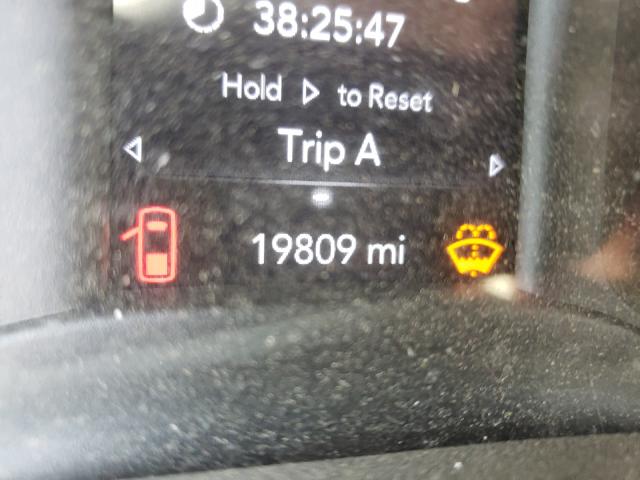 38:25:47
Hold ▷ to Reset
Trip A
19809 mi